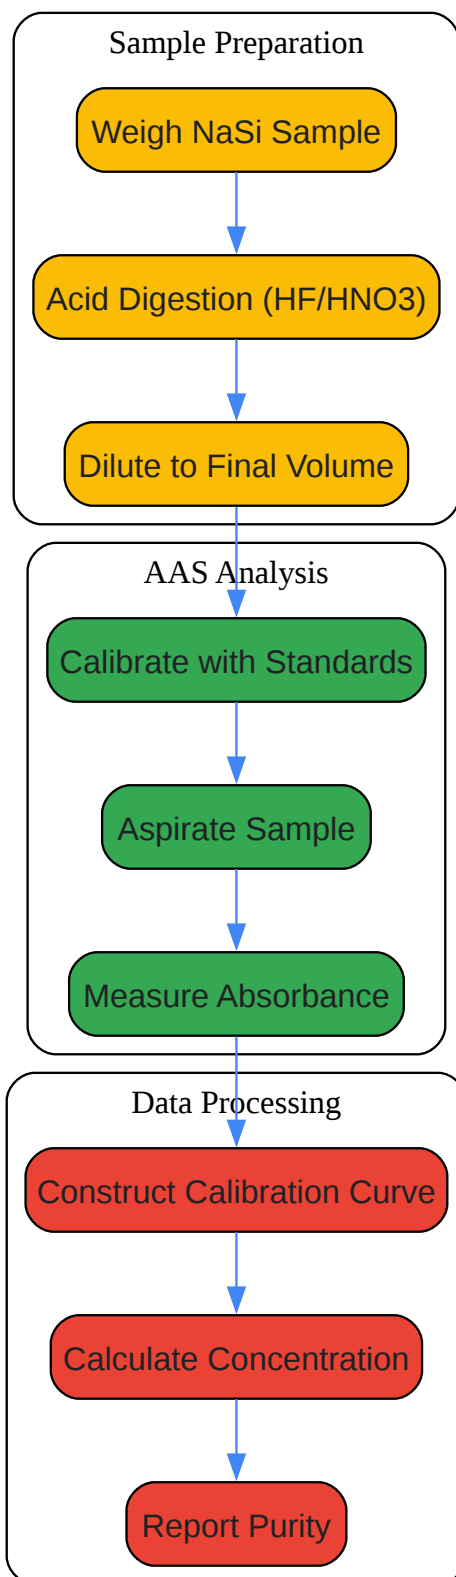 Sample Preparation
Weigh NaSi Sample
Acid Digestion (HF/HNO3)
Dilute to Final Volume
AAS Analysis
Calibrate with Standards
Aspirate Sample
Measure Absorbance
Data Processing
Construct Calibration Curve
Calculate Concentration
Report Purity